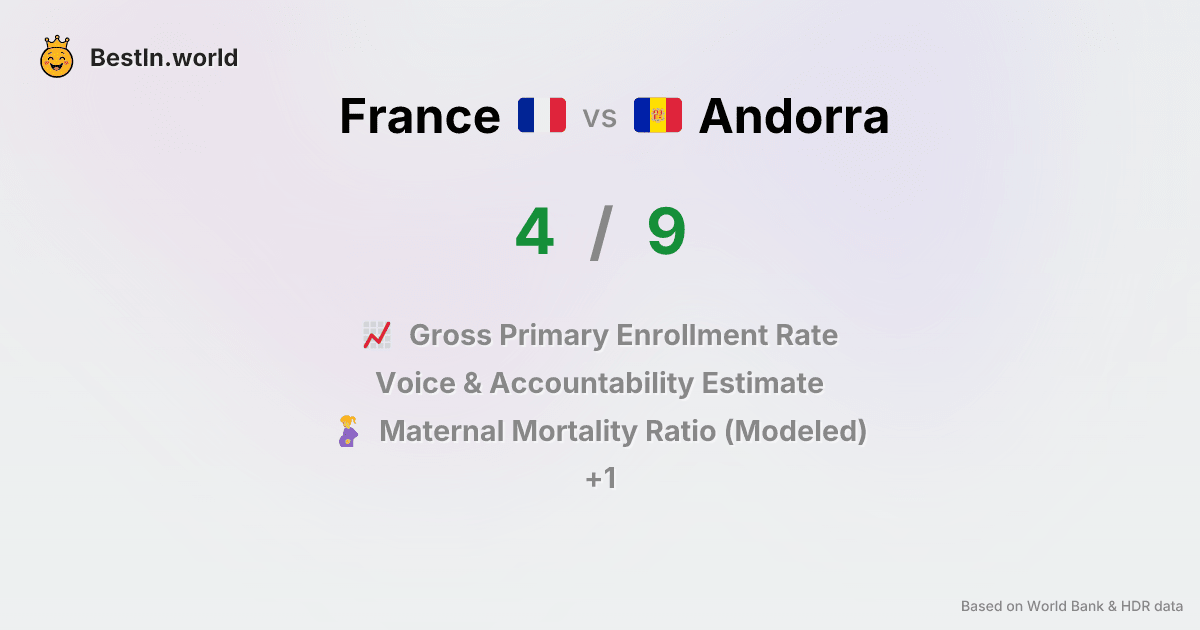 BestIn.world
France vs Andorra
4 / 9
Gross Primary Enrollment Rate
Voice & Accountability Estimate
Maternal Mortality Ratio (Modeled)
+1
Based on World Bank & HDR data